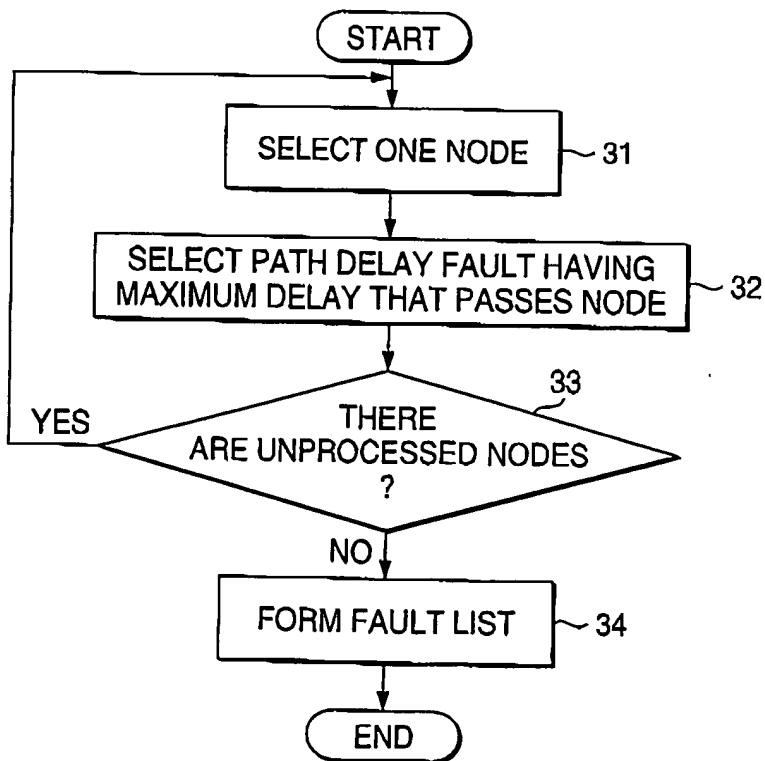 START
SELECT ONE NODE
31
SELECT PATH DELAY FAULT HAVING
MAXIMUM DELAY THAT PASSES NODE
32
33
YES
THERE
ARE UNPROCESSED NODES
?
NO
FORM FAULT LIST
34
END